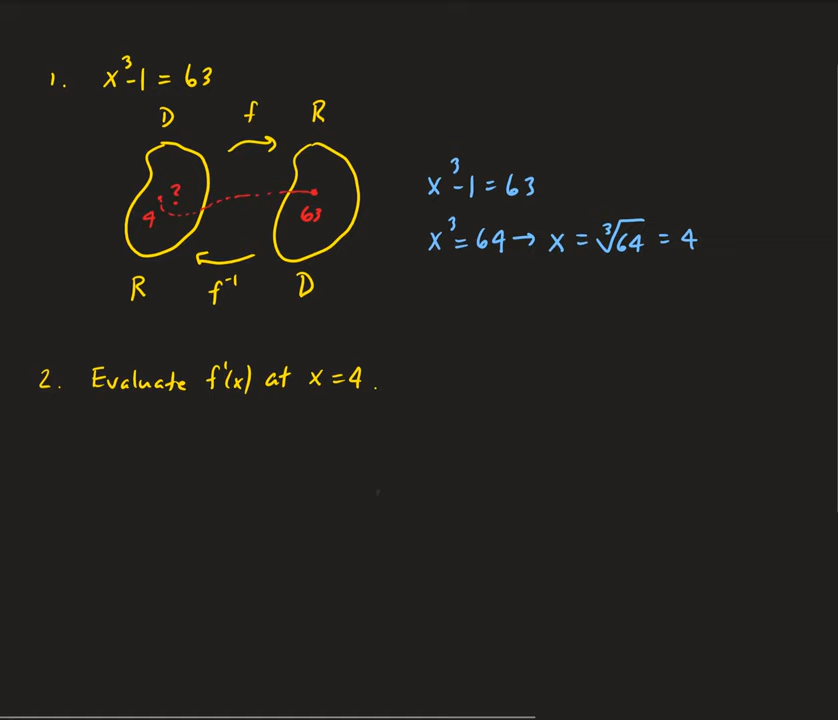 1. x³-1 = 63
D f R
?
4 63
R f⁻¹ D
x³-1 = 63
x³ = 64 → x = ∛64 = 4
2. Evaluate f'(x) at x = 4.